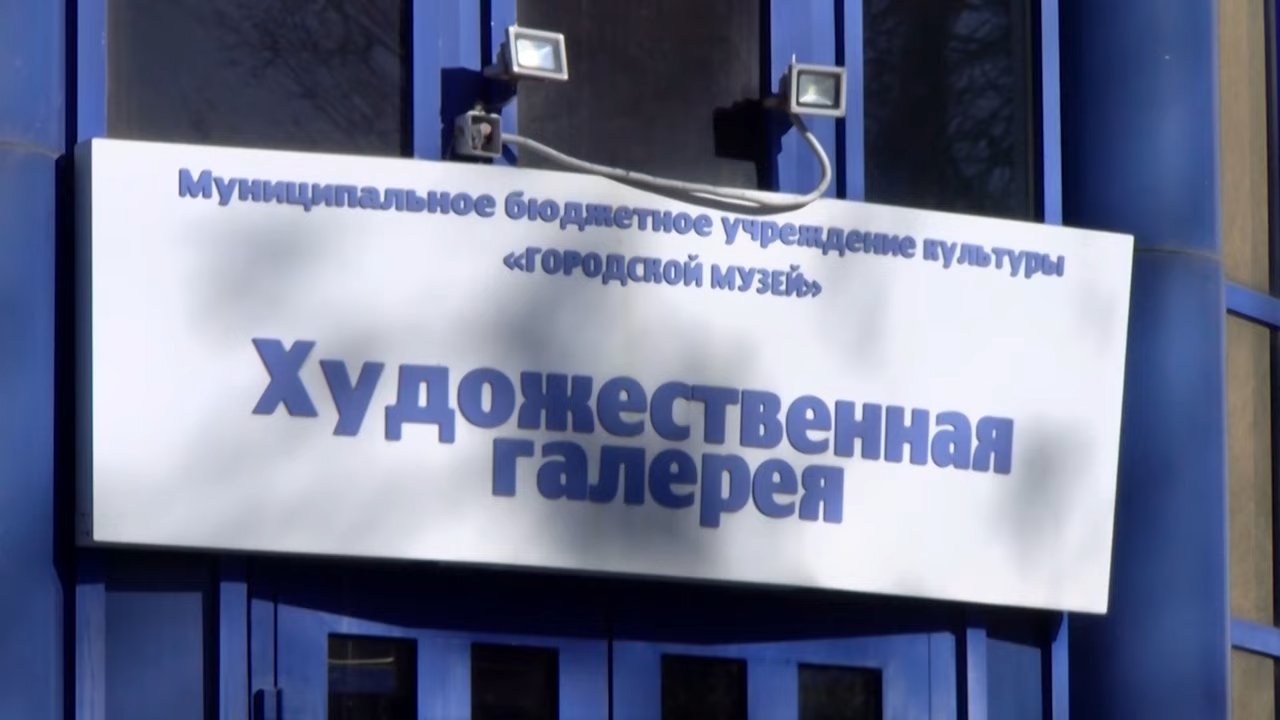 Муниципальное бюджетное учреждение культуры
«ГОРОДСКОЙ МУЗЕЙ»
Художественная
галерея